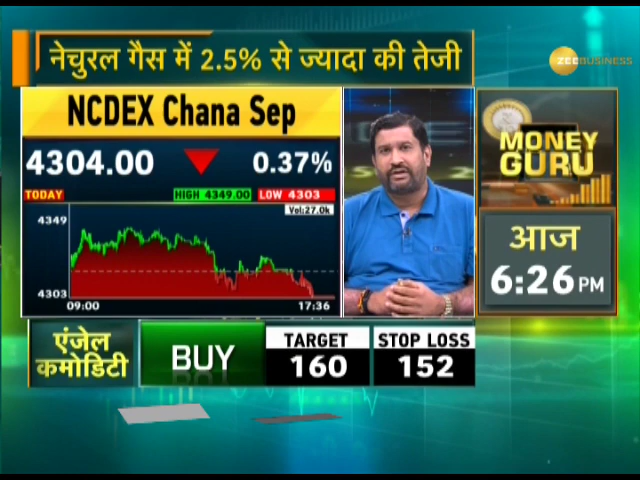 नेचुरल गैस में 2.5% से ज्यादा की तेजी
ZEE BUSINESS
NCDEX Chana Sep
4304.00 ▼ 0.37%
TODAY HIGH 4349.00 LOW 4303
Vol:27.0k
4349
4303
09:00 17:36
MONEY
GURU
आज
6:26 PM
एंजेल
कमोडिटी
BUY
TARGET
160
STOP LOSS
152